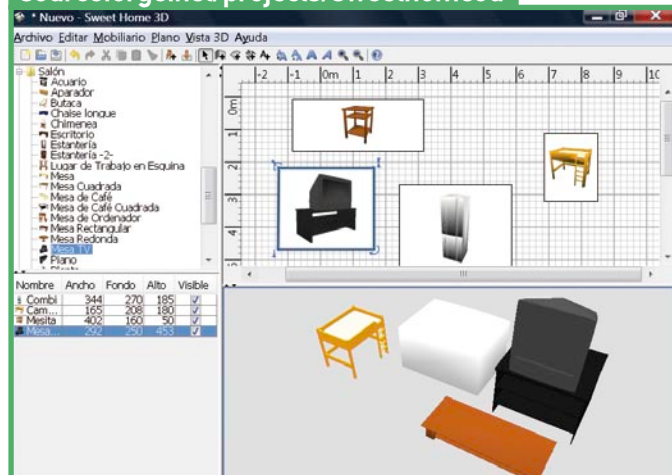 * Nuevo - Sweet Home 3D
Archivo Editar Mobiliario Plano Vista 3D Ayuda
Salón
Acuario
Aparador
Butaca
Chaise longue
Chimenea
Escritorio
Estantería
Estantería -2-
Lugar de Trabajo en Esquina
Mesa
Mesa Cuadrada
Mesa de Café
Mesa de Café Cuadrada
Mesa de Ordenador
Mesa Rectangular
Mesa Redonda
Mesa TV
Piano
-2 -1 0m 1 2 3 4 5 6 7 8 9 10
0m
1
2
3
4
5
Nombre Ancho Fondo Alto Visible
Combi 344 270 185
Cam... 165 208 180
Mesita 402 160 50
Mesa... 292 250 453